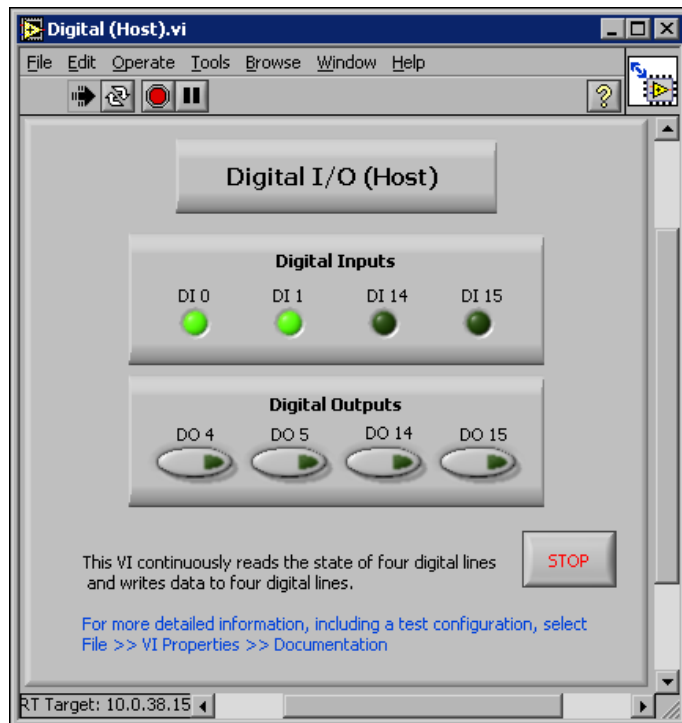 Digital (Host).vi
File Edit Operate Tools Browse Window Help
Digital I/O (Host)
Digital Inputs
DI 0 DI 1 DI 14 DI 15
Digital Outputs
DO 4 DO 5 DO 14 DO 15
This VI continuously reads the state of four digital lines
and writes data to four digital lines.
STOP
For more detailed information, including a test configuration, select
File >> VI Properties >> Documentation
RT Target: 10.0.38.15